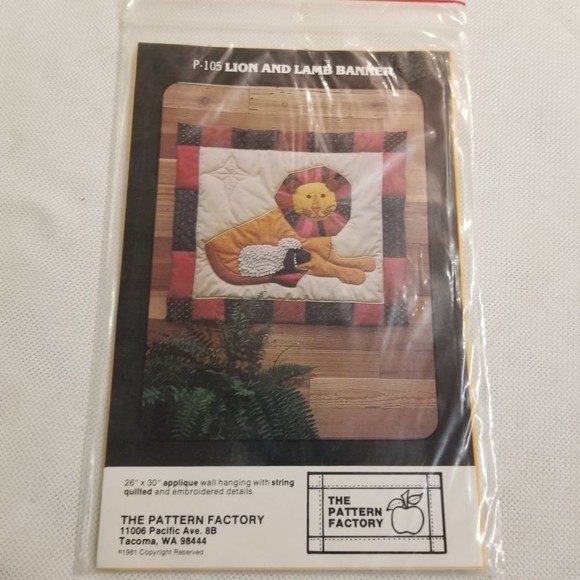 P-105 LION AND LAMB BANNER
26" x 30" applique wall hanging with string
quilted and embroidered details.
THE PATTERN FACTORY
11006 Pacific Ave. 8B
Tacoma, WA 98444
©1981 Copyright Reserved
THE
PATTERN
FACTORY